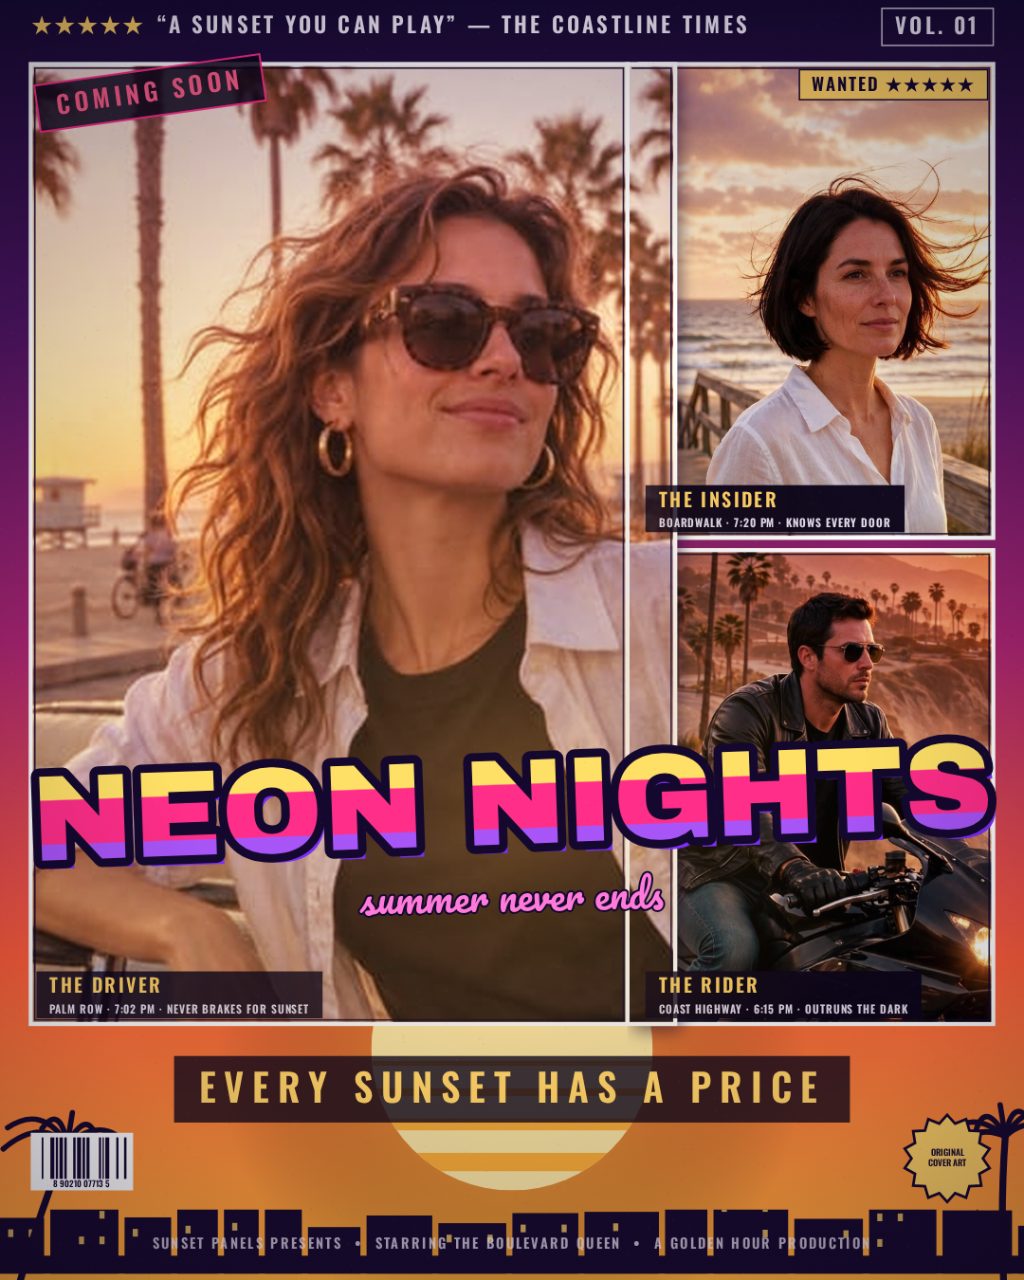 ★★★★★ “A SUNSET YOU CAN PLAY” — THE COASTLINE TIMES
VOL. 01
COMING SOON
WANTED ★★★★★
THE INSIDER
BOARDWALK · 7:20 PM · KNOWS EVERY DOOR
NEON NIGHTS
summer never ends
THE DRIVER
PALM ROW · 7:02 PM · NEVER BRAKES FOR SUNSET
THE RIDER
COAST HIGHWAY · 6:15 PM · OUTRUNS THE DARK
EVERY SUNSET HAS A PRICE
8 90210 07713 5
ORIGINAL
COVER ART
SUNSET PANELS PRESENTS • STARRING THE BOULEVARD QUEEN • A GOLDEN HOUR PRODUCTION